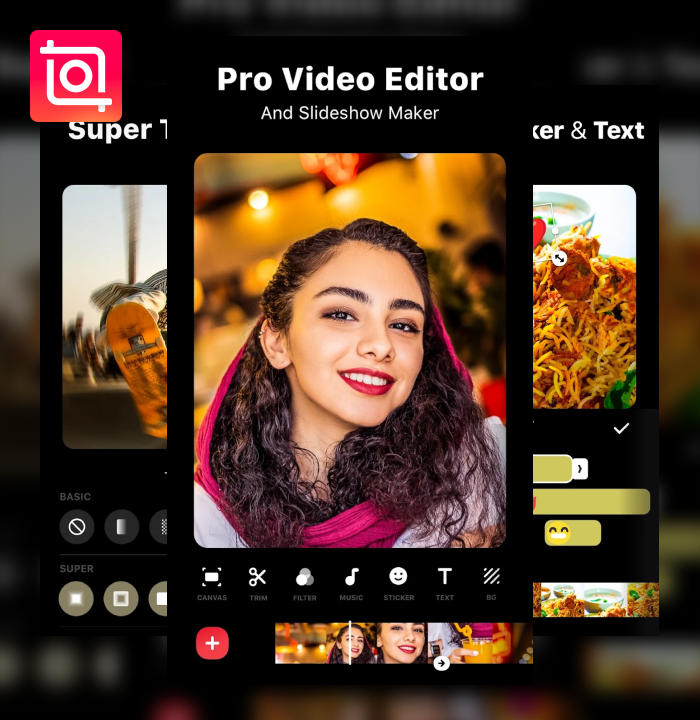 Pro Video Editor
And Slideshow Maker
Super T
ker & Text
BASIC
SUPER
CANVAS
TRIM
FILTER
MUSIC
STICKER
TEXT
BG